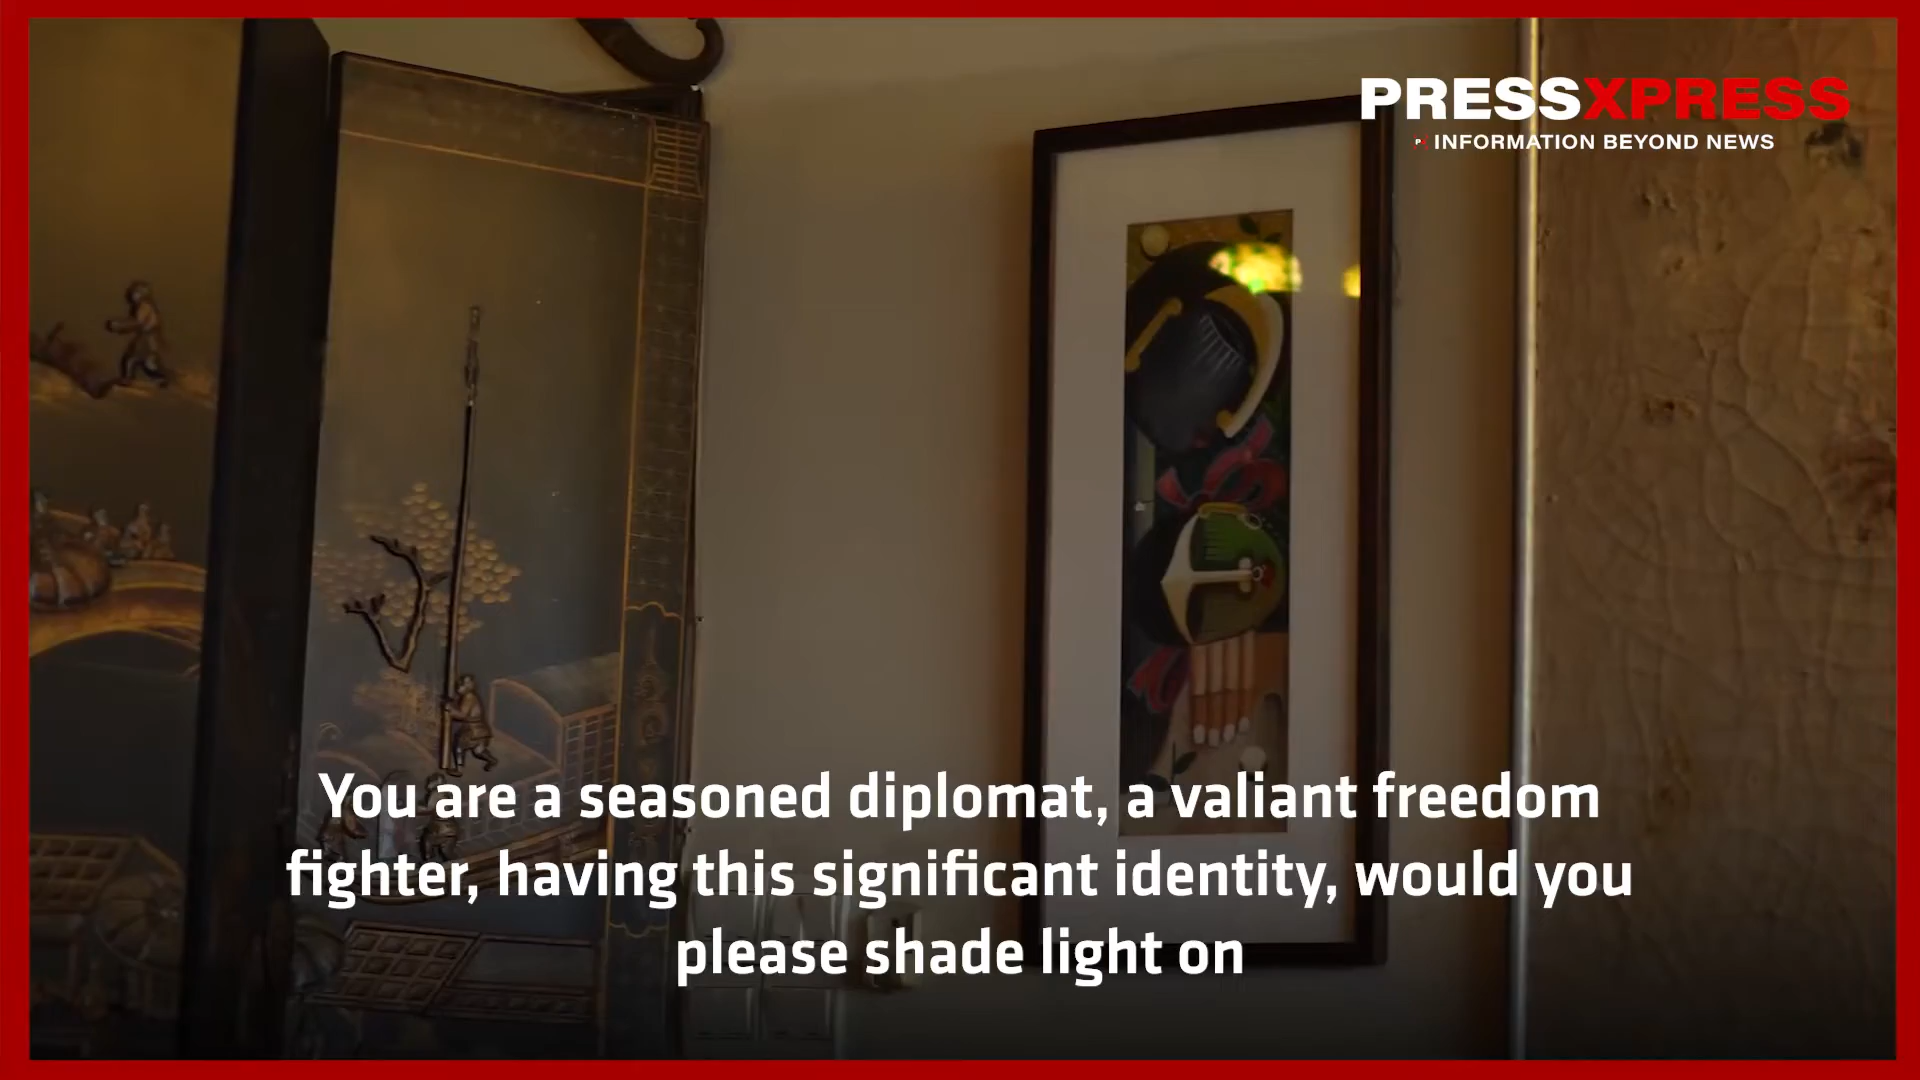 PRESSXPRESS
INFORMATION BEYOND NEWS
You are a seasoned diplomat, a valiant freedom
fighter, having this significant identity, would you
please shade light on